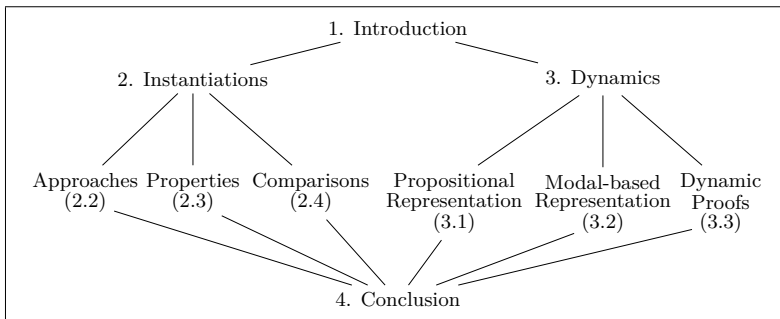 1. Introduction
2. Instantiations
3. Dynamics
Approaches
(2.2)
Properties
(2.3)
Comparisons
(2.4)
Propositional
Representation
(3.1)
Modal-based
Representation
(3.2)
Dynamic
Proofs
(3.3)
4. Conclusion